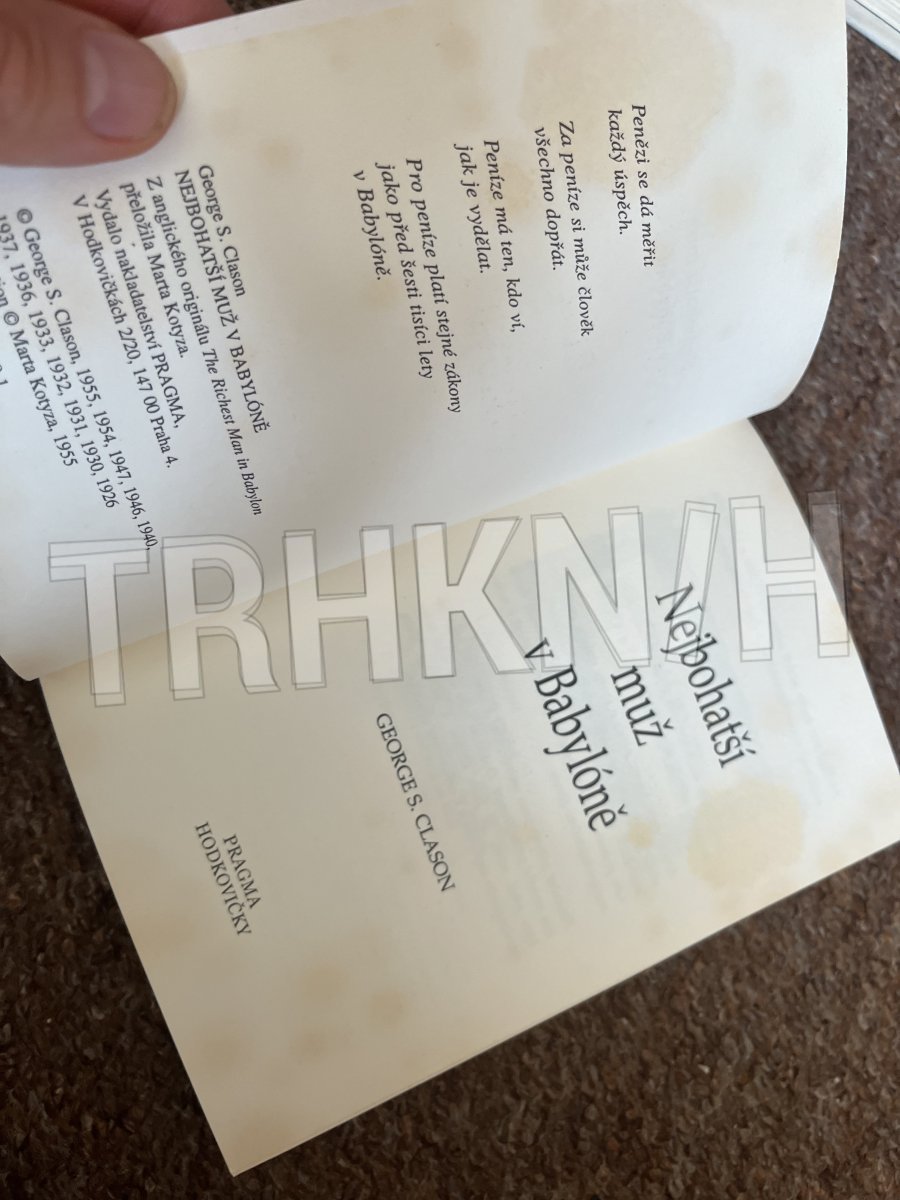 Penězi se dá měřit
každý úspěch.
Za peníze si může člověk
všechno dopřát.
Peníze má ten, kdo ví,
jak je vydělat.
Pro peníze platí stejné zákony
jako před šesti tisíci lety
v Babylóně.
George S. Clason
NEJBOHATŠÍ MUŽ V BABYLÓNĚ
Z anglického originálu The Richest Man in Babylon
přeložila Marta Kotyza.
Vydalo nakladatelství PRAGMA,
V Hodkovičkách 2/20, 147 00 Praha 4.
© George S. Clason, 1955, 1954, 1947, 1946, 1940,
1937, 1936, 1933, 1932, 1931, 1930, 1926
© Marta Kotyza, 1955
Nejbohatší
muž
v Babylóně
GEORGE S. CLASON
PRAGMA
HODKOVIČKY
TRHKN/H